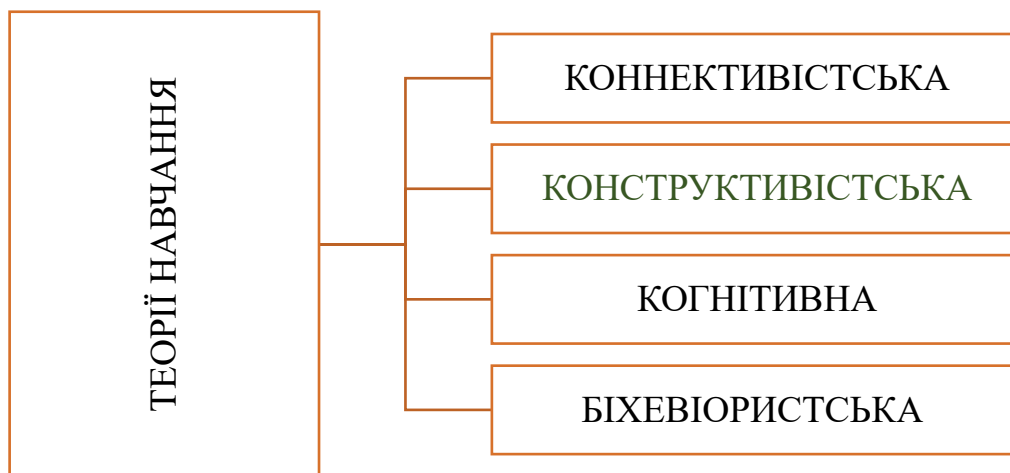 ТЕОРІЇ НАВЧАННЯ
КОННЕКТИВІСТСЬКА
КОНСТРУКТИВІСТСЬКА
КОГНІТИВНА
БІХЕВІОРИСТСЬКА